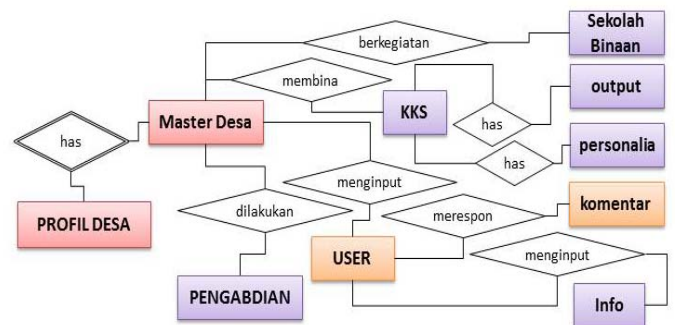 Sekolah
Binaan
berkegiatan
membina
output
KKS
Master Desa
has
has
personalia
has
menginput
komentar
dilakukan
merespon
PROFIL DESA
USER
menginput
PENGABDIAN
Info